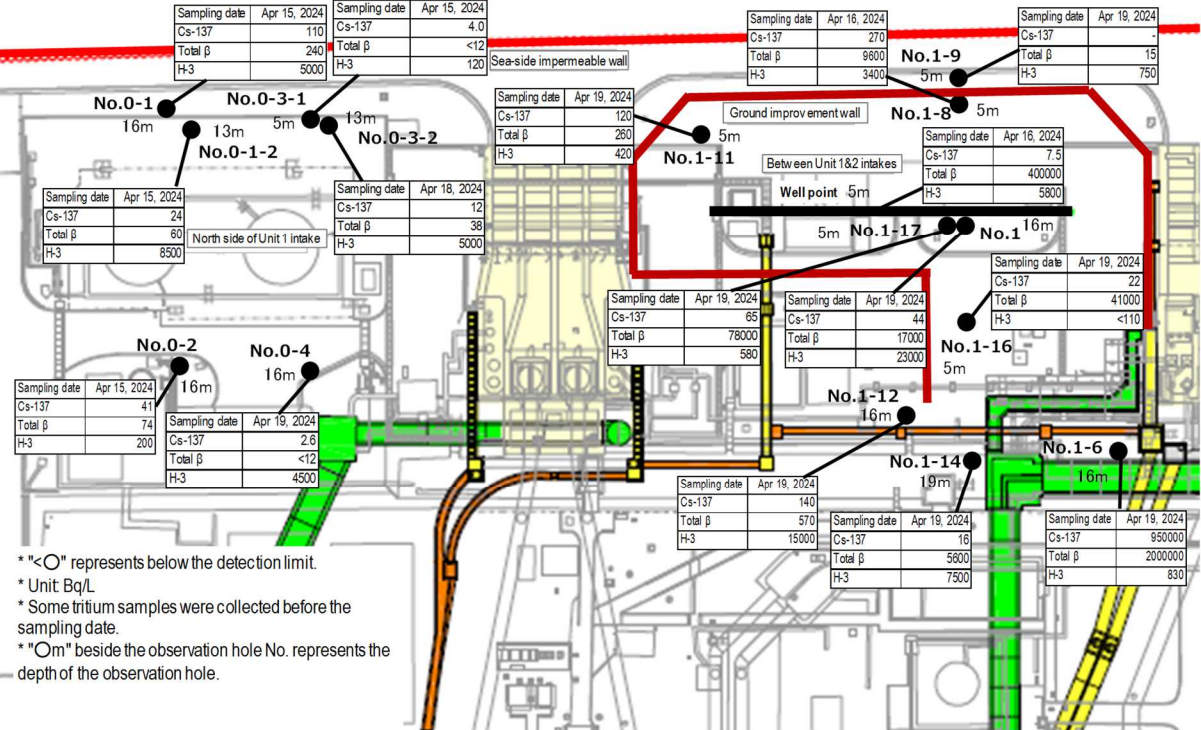 Sampling date Apr 15, 2024
Cs-137 110
Total β 240
H-3 5000
Sampling date Apr 15, 2024
Cs-137 4.0
Total β <12
H-3 120
Sea-side impermeable wall
Sampling date Apr 16, 2024
Cs-137 270
Total β 9600
H-3 3400
Sampling date Apr 19, 2024
Cs-137 -
Total β 15
H-3 750
No.1-9
5m
No.1-8 5m
No.0-1
16m
No.0-3-1
5m
13m
No.0-3-2
13m
No.0-1-2
Sampling date Apr 19, 2024
Cs-137 120
Total β 260
H-3 420
5m
No.1-11
Ground improvement wall
Between Unit 1&2 intakes
Sampling date Apr 16, 2024
Cs-137 7.5
Total β 400000
H-3 5800
Well point 5m
5m No.1-17
No.1 16m
Sampling date Apr 15, 2024
Cs-137 24
Total β 60
H-3 8500
North side of Unit 1 intake
Sampling date Apr 18, 2024
Cs-137 12
Total β 38
H-3 5000
Sampling date Apr 19, 2024
Cs-137 65
Total β 78000
H-3 580
Sampling date Apr 19, 2024
Cs-137 44
Total β 17000
H-3 23000
Sampling date Apr 19, 2024
Cs-137 22
Total β 41000
H-3 <110
No.1-16
5m
No.0-2
16m
No.0-4
16m
Sampling date Apr 15, 2024
Cs-137 41
Total β 74
H-3 200
Sampling date Apr 19, 2024
Cs-137 2.6
Total β <12
H-3 4500
No.1-12
16m
No.1-14
19m
No.1-6
16m
Sampling date Apr 19, 2024
Cs-137 140
Total β 570
H-3 15000
Sampling date Apr 19, 2024
Cs-137 16
Total β 5600
H-3 7500
Sampling date Apr 19, 2024
Cs-137 950000
Total β 2000000
H-3 830
* "<○" represents below the detection limit.
* Unit Bq/L
* Some tritium samples were collected before the
sampling date.
* "○m" beside the observation hole No. represents the
depth of the observation hole.